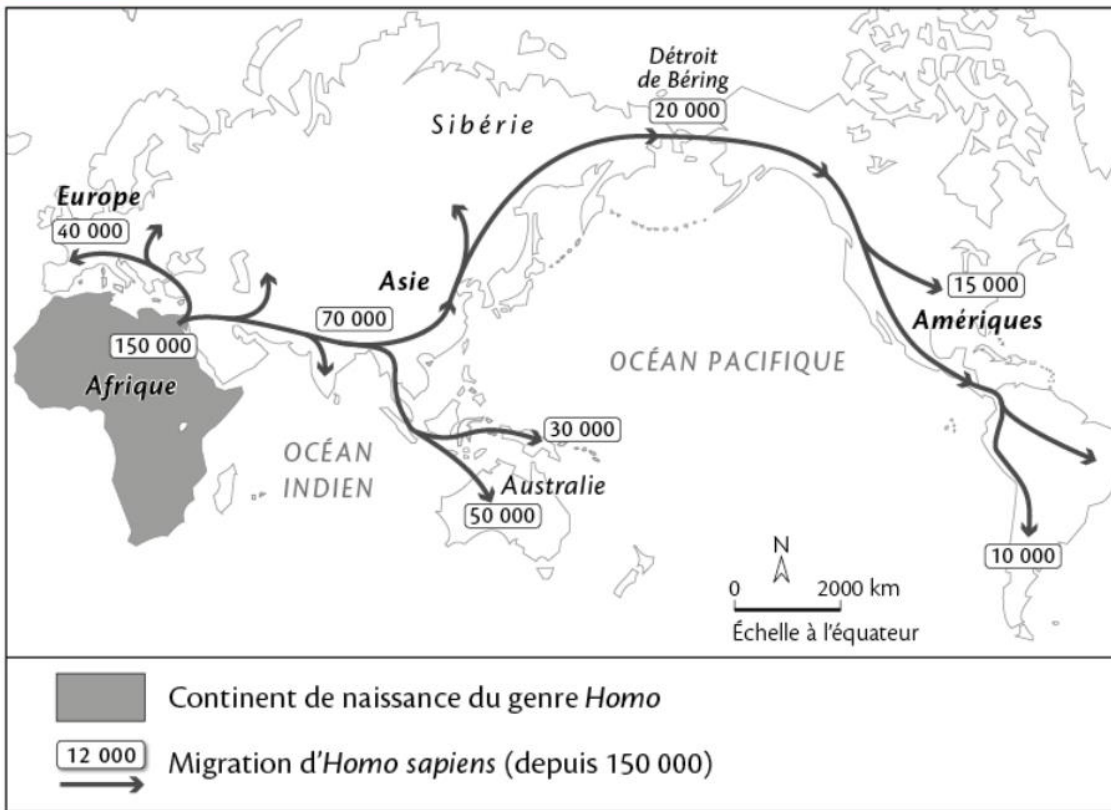 Détroit
de Béring
20 000
Sibérie
Europe
40 000
Asie
70 000
150 000
Afrique
15 000
Amériques
OCÉAN PACIFIQUE
30 000
OCÉAN
INDIEN
Australie
50 000
10 000
N
0 2000 km
Échelle à l'équateur
Continent de naissance du genre Homo
12 000
Migration d'Homo sapiens (depuis 150 000)